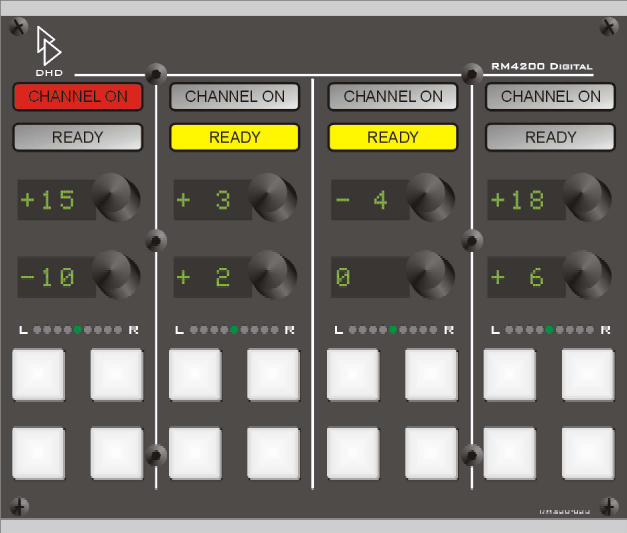 DHD
RM4200 DIGITAL
CHANNEL ON CHANNEL ON CHANNEL ON CHANNEL ON
READY READY READY READY
+15 + 3 - 4 +18
-10 + 2 0 + 6
L R L R L R L R